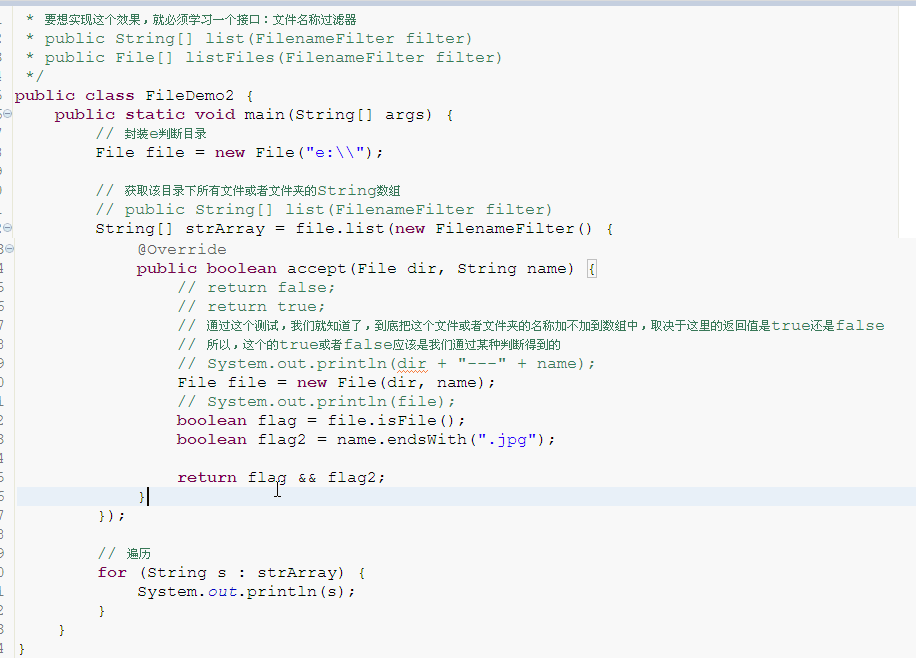 * 要想实现这个效果，就必须学习一个接口：文件名称过滤器
* public String[] list(FilenameFilter filter)
* public File[] listFiles(FilenameFilter filter)
*/
public class FileDemo2 {
public static void main(String[] args) {
// 封装e判断目录
File file = new File("e:\\");
// 获取该目录下所有文件或者文件夹的String数组
// public String[] list(FilenameFilter filter)
String[] strArray = file.list(new FilenameFilter() {
@Override
public boolean accept(File dir, String name) {
// return false;
// return true;
// 通过这个测试，我们就知道了，到底把这个文件或者文件夹的名称加不加到数组中，取决于这里的返回值是true还是false
// 所以，这个的true或者false应该是我们通过某种判断得到的
// System.out.println(dir + "---" + name);
File file = new File(dir, name);
// System.out.println(file);
boolean flag = file.isFile();
boolean flag2 = name.endsWith(".jpg");
return flag && flag2;
}
});
// 遍历
for (String s : strArray) {
System.out.println(s);
}
}
}